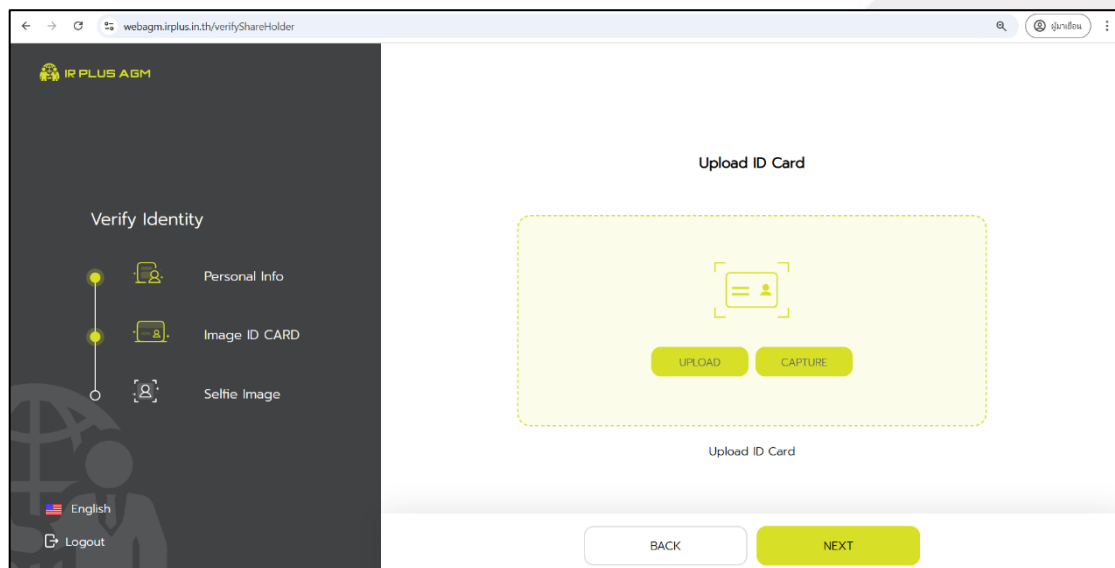 webagm.irplus.in.th/verifyShareHolder
ผู้มาเยือน
IR PLUS AGM
Verify Identity
Personal Info
Image ID CARD
Selfie Image
English
Logout
Upload ID Card
UPLOAD
CAPTURE
Upload ID Card
BACK
NEXT